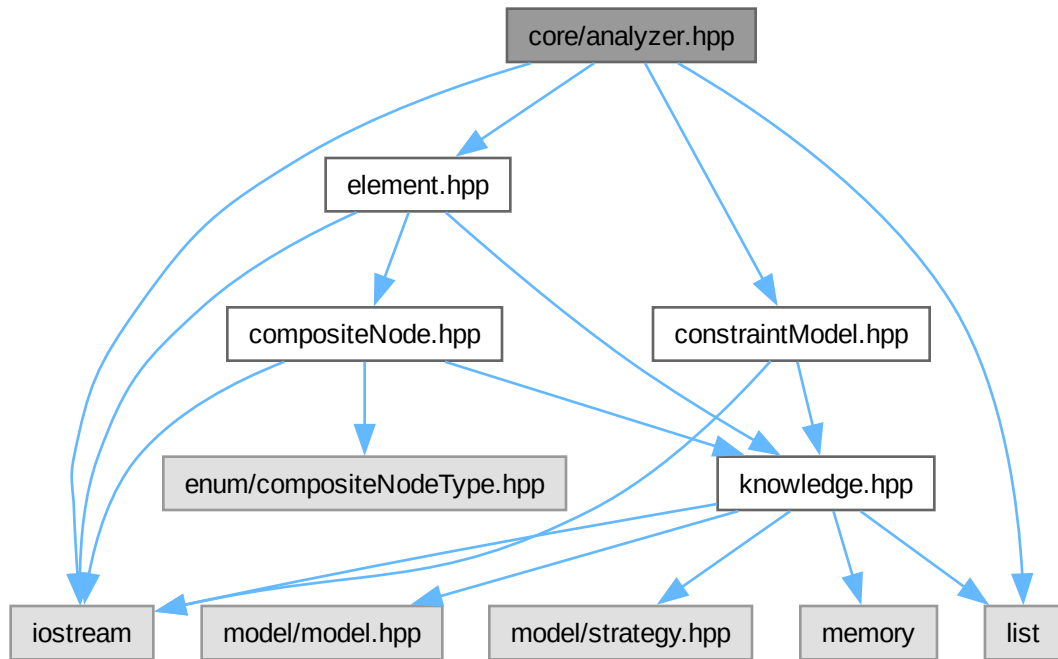 core/analyzer.hpp
element.hpp
compositeNode.hpp
constraintModel.hpp
enum/compositeNodeType.hpp
knowledge.hpp
iostream
model/model.hpp
model/strategy.hpp
memory
list